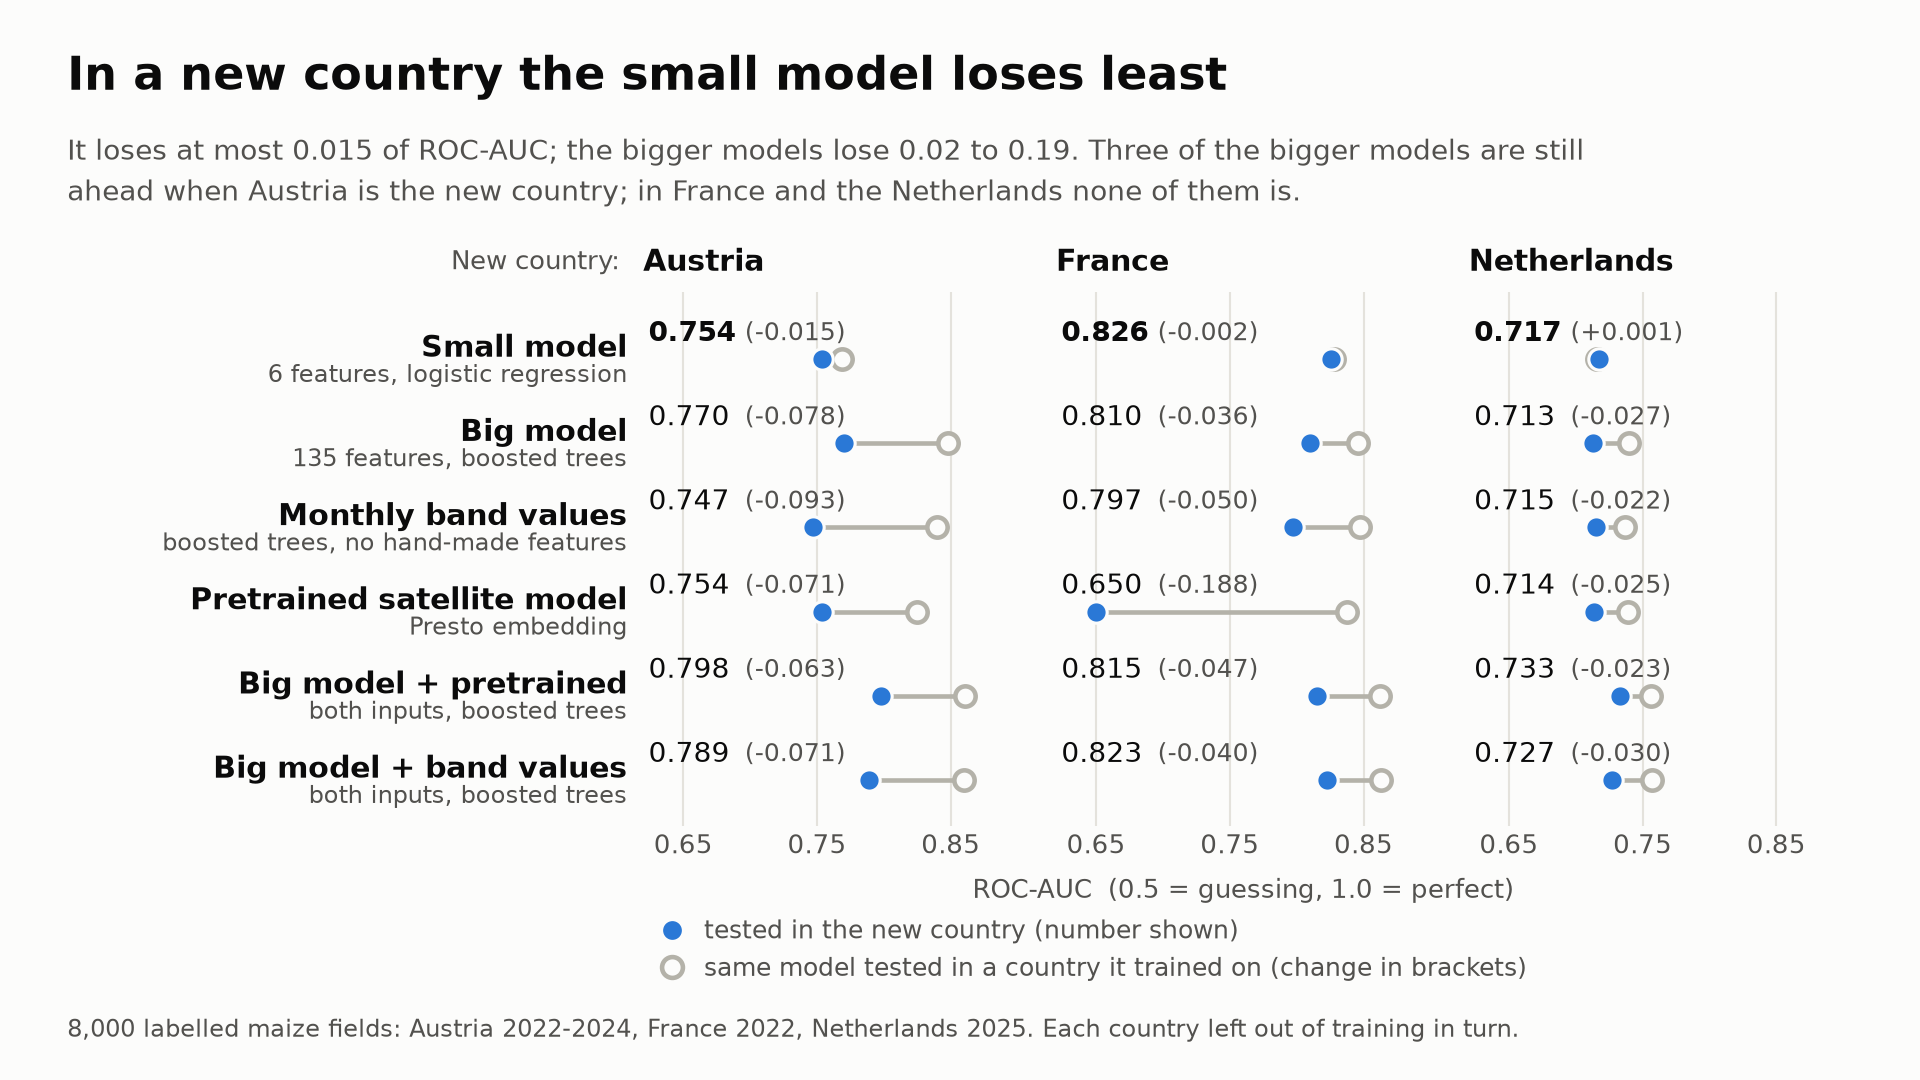 In a new country the small model loses least
It loses at most 0.015 of ROC-AUC; the bigger models lose 0.02 to 0.19. Three of the bigger models are still
ahead when Austria is the new country; in France and the Netherlands none of them is.
New country: Austria France Netherlands
0.754 (-0.015) 0.826 (-0.002) 0.717 (+0.001)
Small model
6 features, logistic regression
0.770 (-0.078) 0.810 (-0.036) 0.713 (-0.027)
Big model
135 features, boosted trees
0.747 (-0.093) 0.797 (-0.050) 0.715 (-0.022)
Monthly band values
boosted trees, no hand-made features
0.754 (-0.071) 0.650 (-0.188) 0.714 (-0.025)
Pretrained satellite model
Presto embedding
0.798 (-0.063) 0.815 (-0.047) 0.733 (-0.023)
Big model + pretrained
both inputs, boosted trees
0.789 (-0.071) 0.823 (-0.040) 0.727 (-0.030)
Big model + band values
both inputs, boosted trees
0.65 0.75 0.85 0.65 0.75 0.85 0.65 0.75 0.85
ROC-AUC (0.5 = guessing, 1.0 = perfect)
tested in the new country (number shown)
same model tested in a country it trained on (change in brackets)
8,000 labelled maize fields: Austria 2022-2024, France 2022, Netherlands 2025. Each country left out of training in turn.